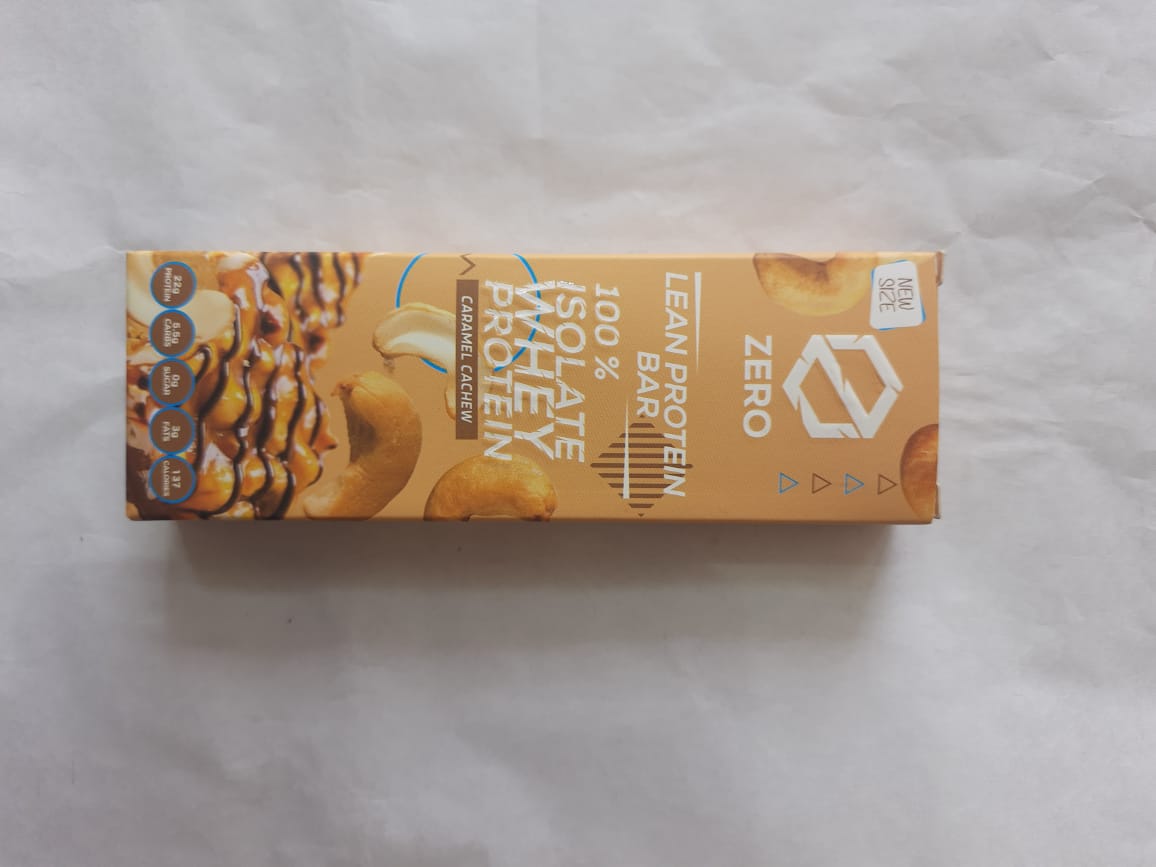 NEW
SIZE
ZERO
LEAN PROTEIN
BAR
100 %
ISOLATE
WHEY
PROTEIN
CARAMEL CACHEW
22g
PROTEIN
5.5g
CARBS
0g
SUGAR
3g
FATS
137
CALORIES